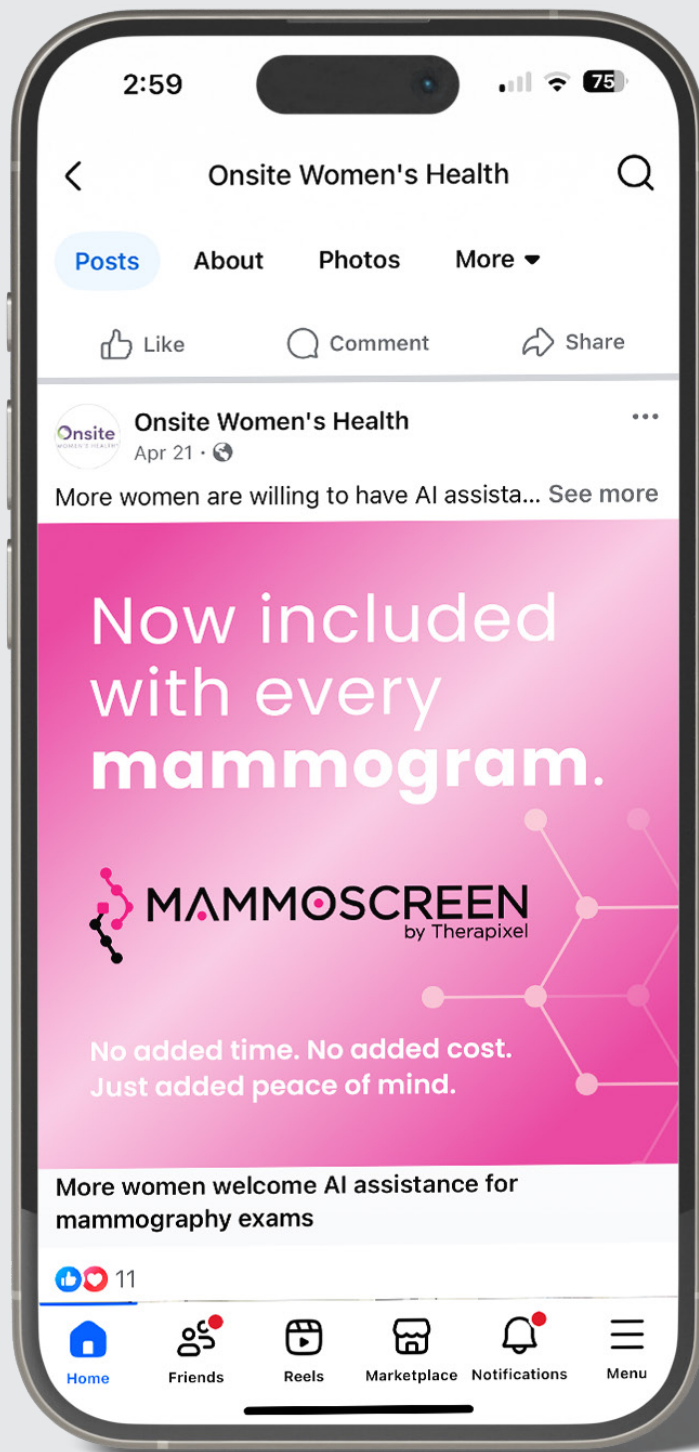 2:59
75
Onsite Women's Health
Posts About Photos More
Like Comment Share
Onsite Women's Health
Onsite
WOMEN'S HEALTH
Apr 21 ·
More women are willing to have AI assista... See more
Now included
with every
mammogram.
MAMMOSCREEN
by Therapixel
No added time. No added cost.
Just added peace of mind.
More women welcome AI assistance for
mammography exams
11
Home Friends Reels Marketplace Notifications Menu